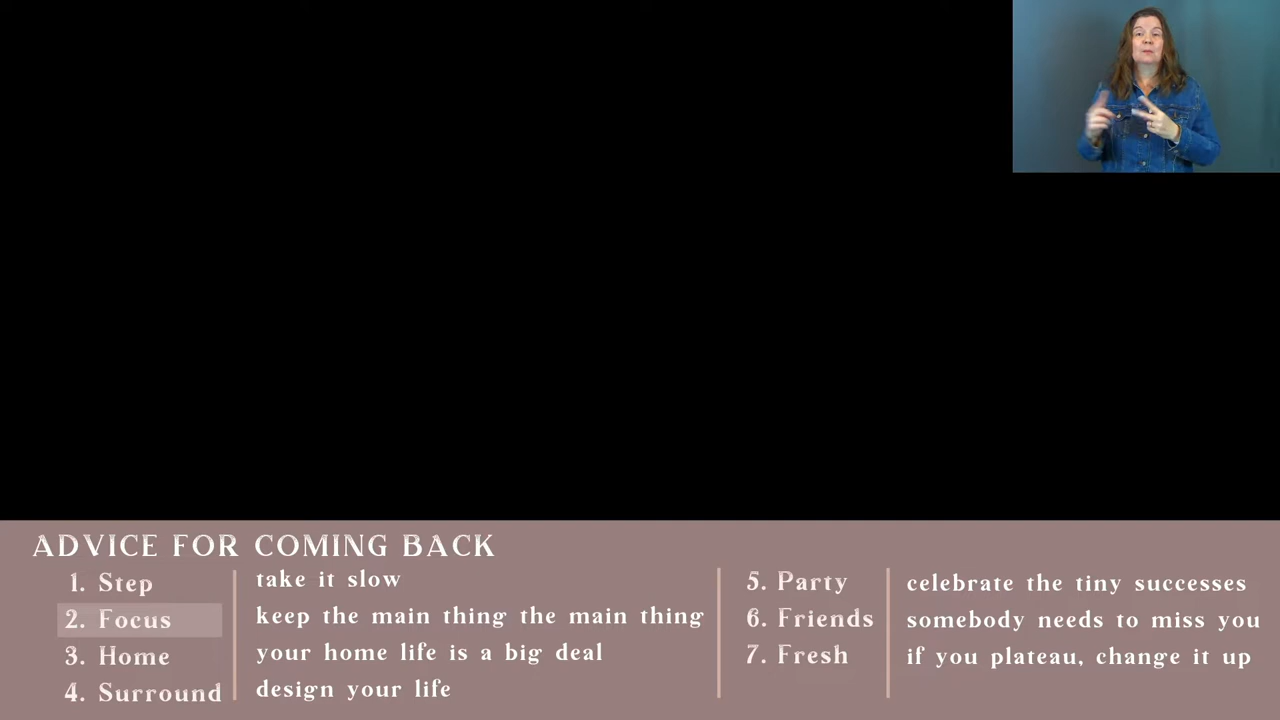 ADVICE FOR COMING BACK
1. Step
take it slow
2. Focus
keep the main thing the main thing
3. Home
your home life is a big deal
4. Surround
design your life
5. Party
celebrate the tiny successes
6. Friends
somebody needs to miss you
7. Fresh
if you plateau, change it up